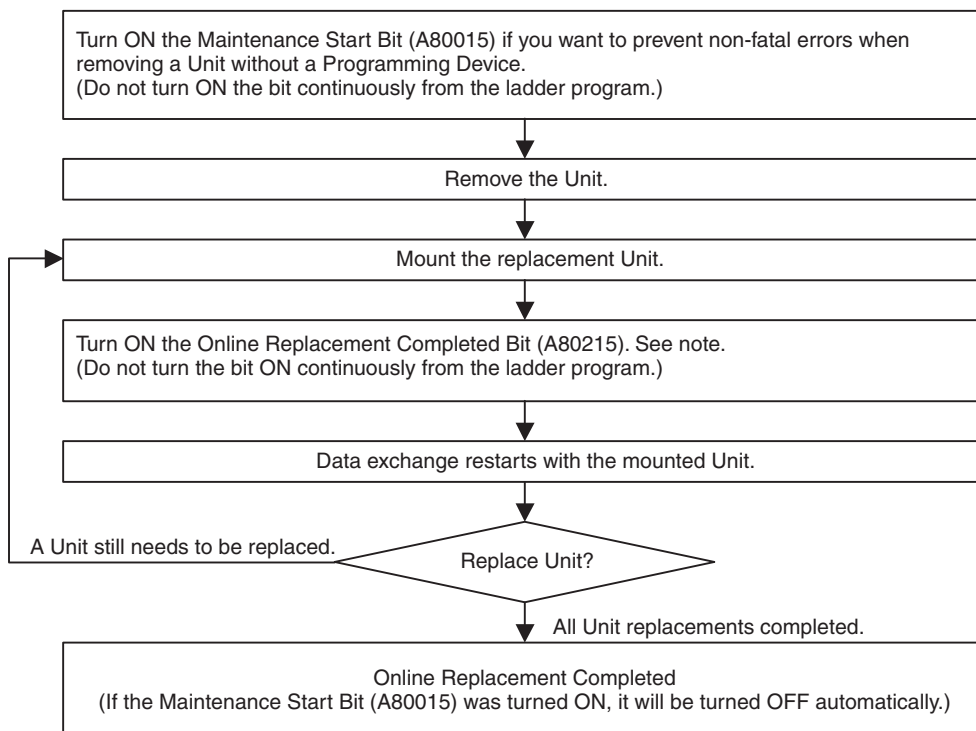 Turn ON the Maintenance Start Bit (A80015) if you want to prevent non-fatal errors when
removing a Unit without a Programming Device.
(Do not turn ON the bit continuously from the ladder program.)
Remove the Unit.
Mount the replacement Unit.
Turn ON the Online Replacement Completed Bit (A80215). See note.
(Do not turn the bit ON continuously from the ladder program.)
Data exchange restarts with the mounted Unit.
A Unit still needs to be replaced.
Replace Unit?
All Unit replacements completed.
Online Replacement Completed
(If the Maintenance Start Bit (A80015) was turned ON, it will be turned OFF automatically.)